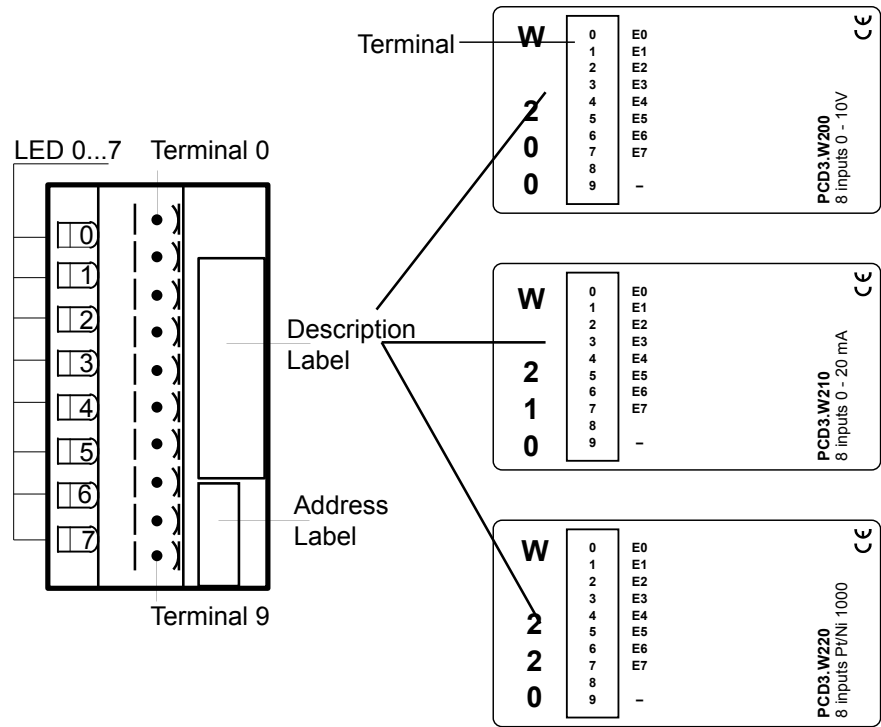 LED 0...7
Terminal 0
0
1
2
3
4
5
6
7
Description
Label
Address
Label
Terminal 9
Terminal
W
2
0
0
0 E0
1 E1
2 E2
3 E3
4 E4
5 E5
6 E6
7 E7
8
9 –
PCD3.W200
8 inputs 0 - 10V
CE
W
2
1
0
0 E0
1 E1
2 E2
3 E3
4 E4
5 E5
6 E6
7 E7
8
9 –
PCD3.W210
8 inputs 0 - 20 mA
CE
W
2
2
0
0 E0
1 E1
2 E2
3 E3
4 E4
5 E5
6 E6
7 E7
8
9 –
PCD3.W220
8 inputs Pt/Ni 1000
CE